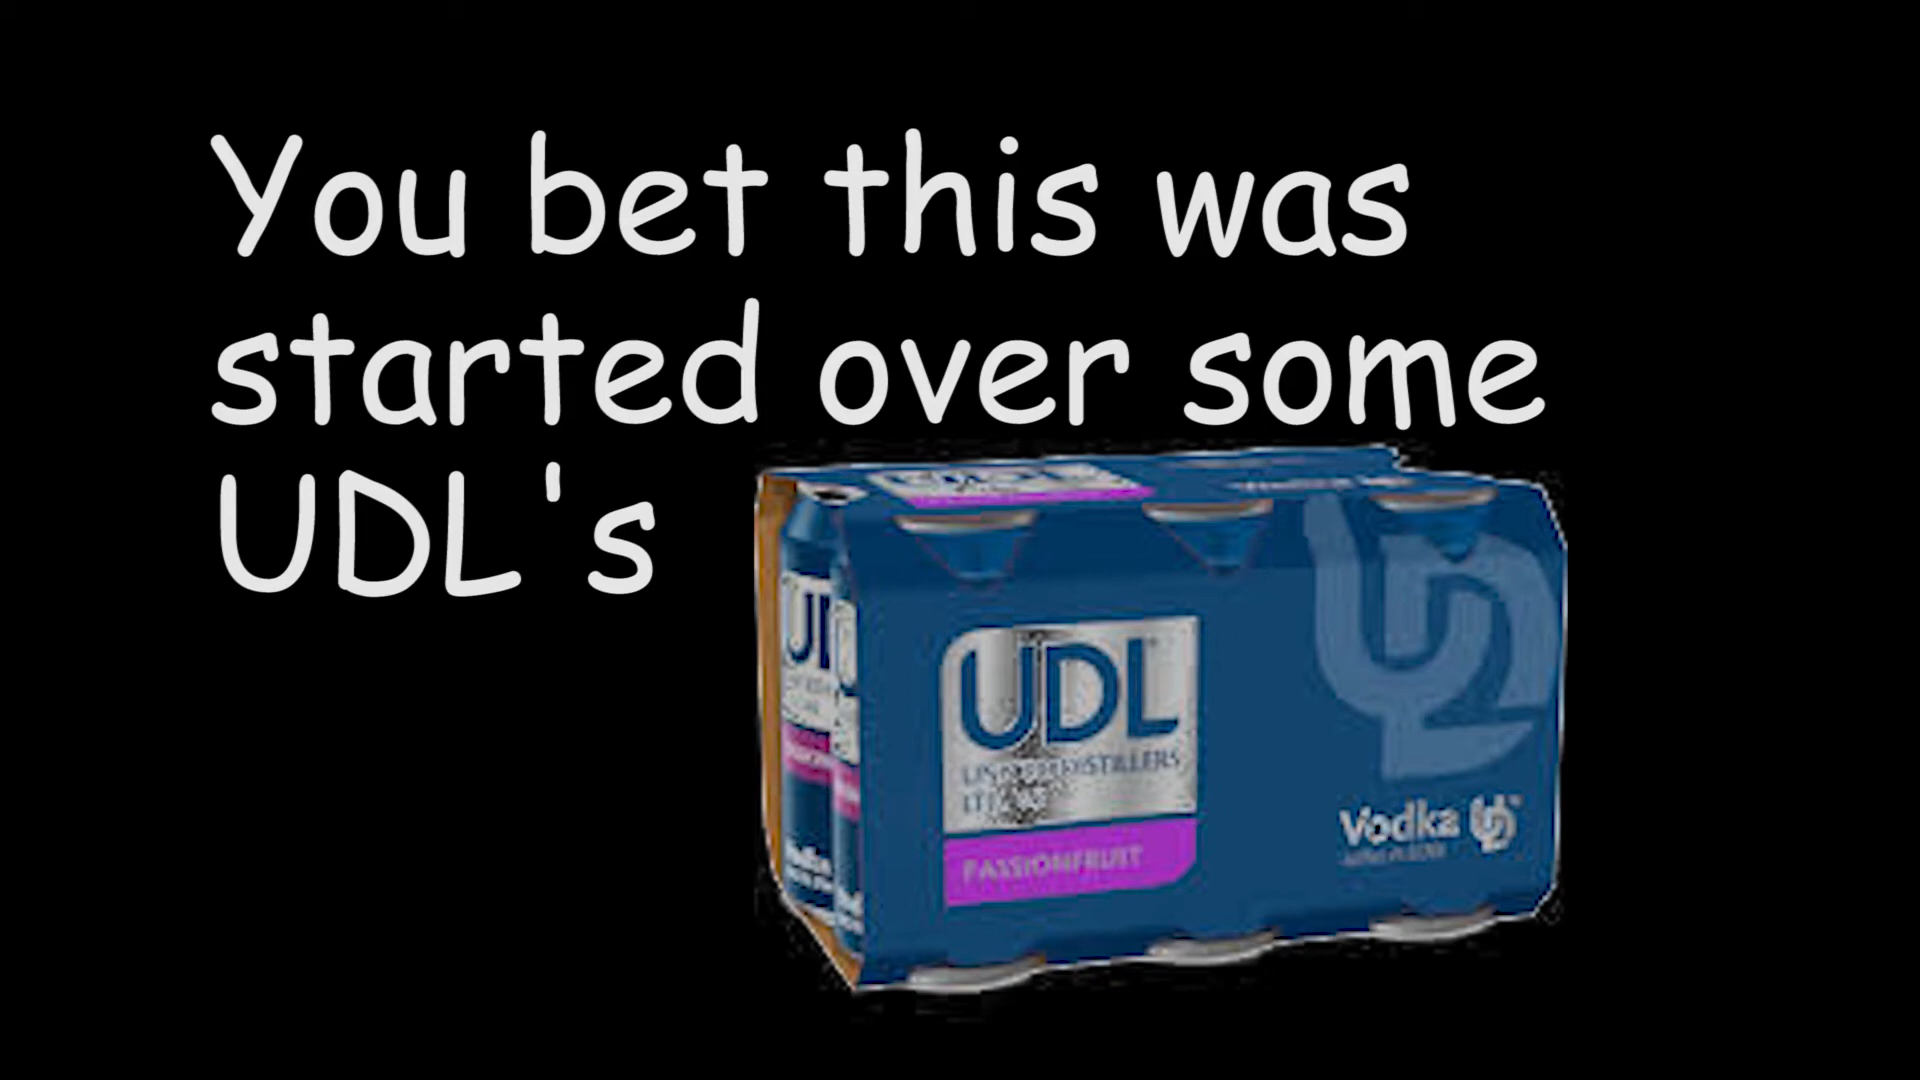 You bet this was
started over some
UDL's
UDL
PASSIONFRUIT
Vodka